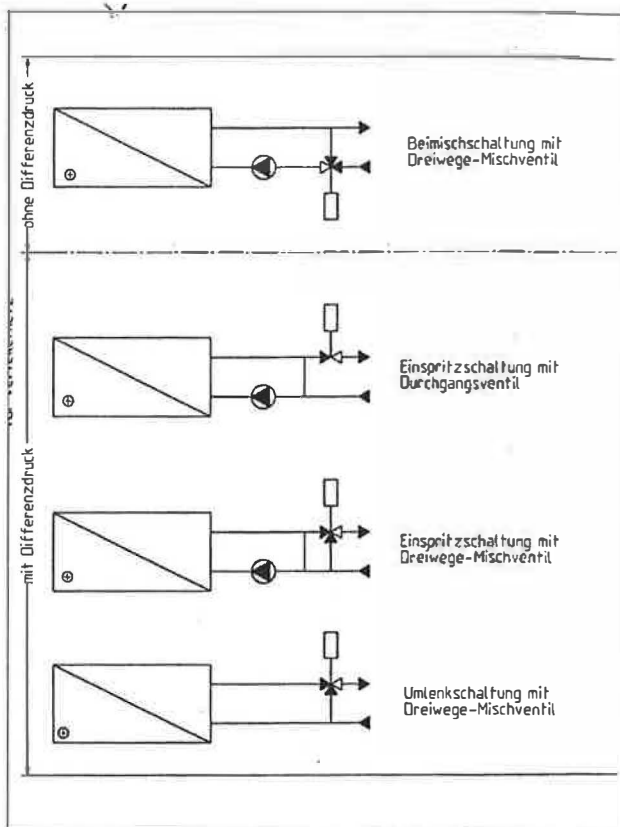 ohne Differenzdruck
Beimischschaltung mit
Dreiwege-Mischventil
mit Differenzdruck
Einspritzschaltung mit
Durchgangsventil
Einspritzschaltung mit
Dreiwege-Mischventil
Umlenkschaltung mit
Dreiwege-Mischventil